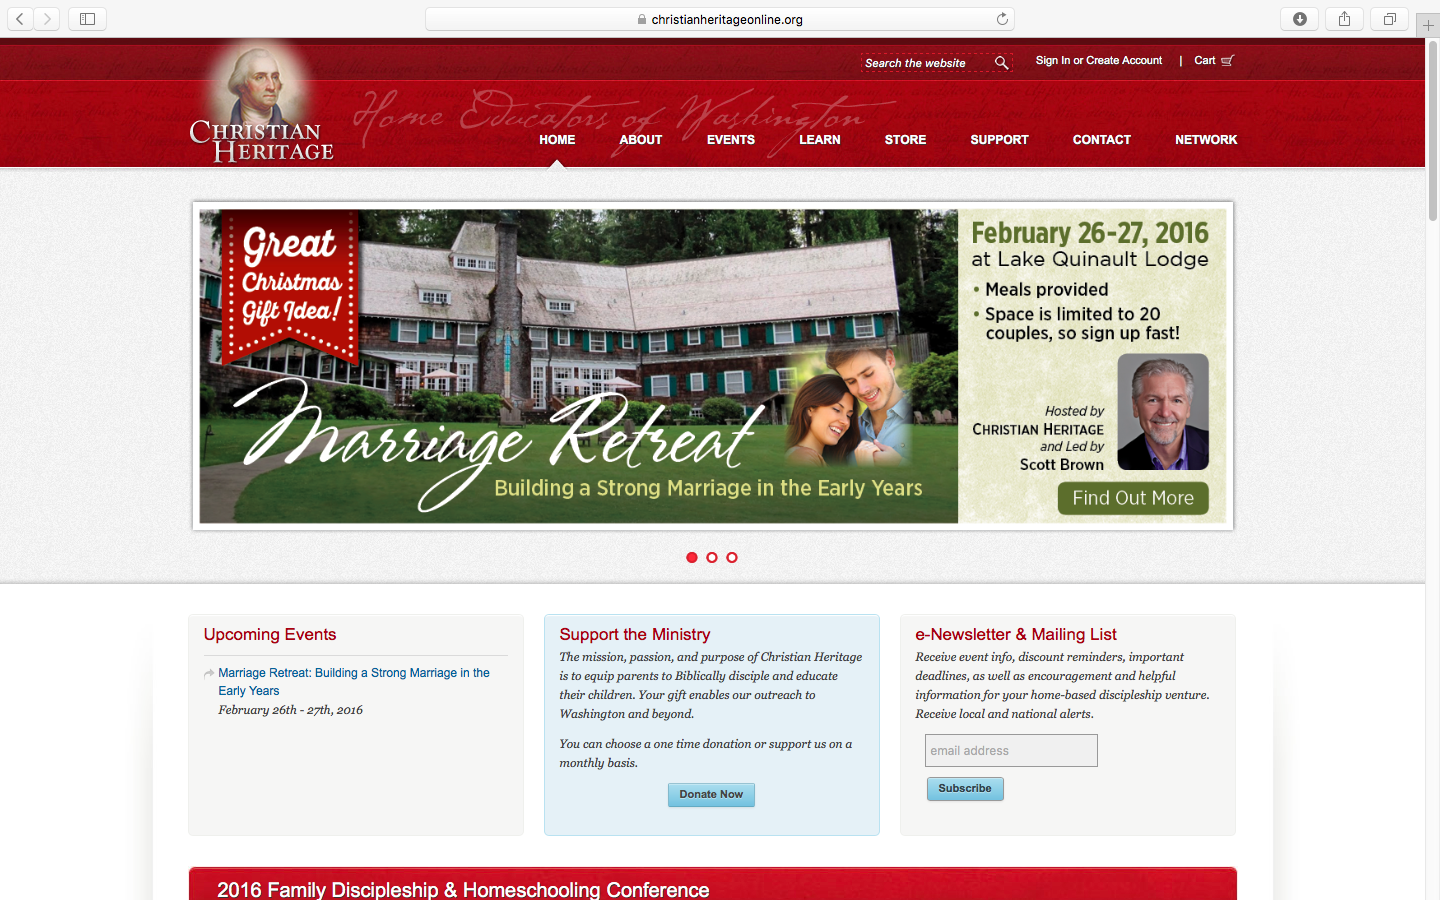 christianheritageonline.org
Search the website
Sign In or Create Account | Cart
Home Educators of Washington
CHRISTIAN
HERITAGE
HOME ABOUT EVENTS LEARN STORE SUPPORT CONTACT NETWORK
Great
Christmas
Gift Idea!
Marriage Retreat
Building a Strong Marriage in the Early Years
February 26-27, 2016
at Lake Quinault Lodge
• Meals provided
• Space is limited to 20
couples, so sign up fast!
Hosted by
CHRISTIAN HERITAGE
and Led by
Scott Brown
Find Out More
Upcoming Events
Marriage Retreat: Building a Strong Marriage in the
Early Years
February 26th - 27th, 2016
Support the Ministry
The mission, passion, and purpose of Christian Heritage
is to equip parents to Biblically disciple and educate
their children. Your gift enables our outreach to
Washington and beyond.
You can choose a one time donation or support us on a
monthly basis.
Donate Now
e-Newsletter & Mailing List
Receive event info, discount reminders, important
deadlines, as well as encouragement and helpful
information for your home-based discipleship venture.
Receive local and national alerts.
email address
Subscribe
2016 Family Discipleship & Homeschooling Conference